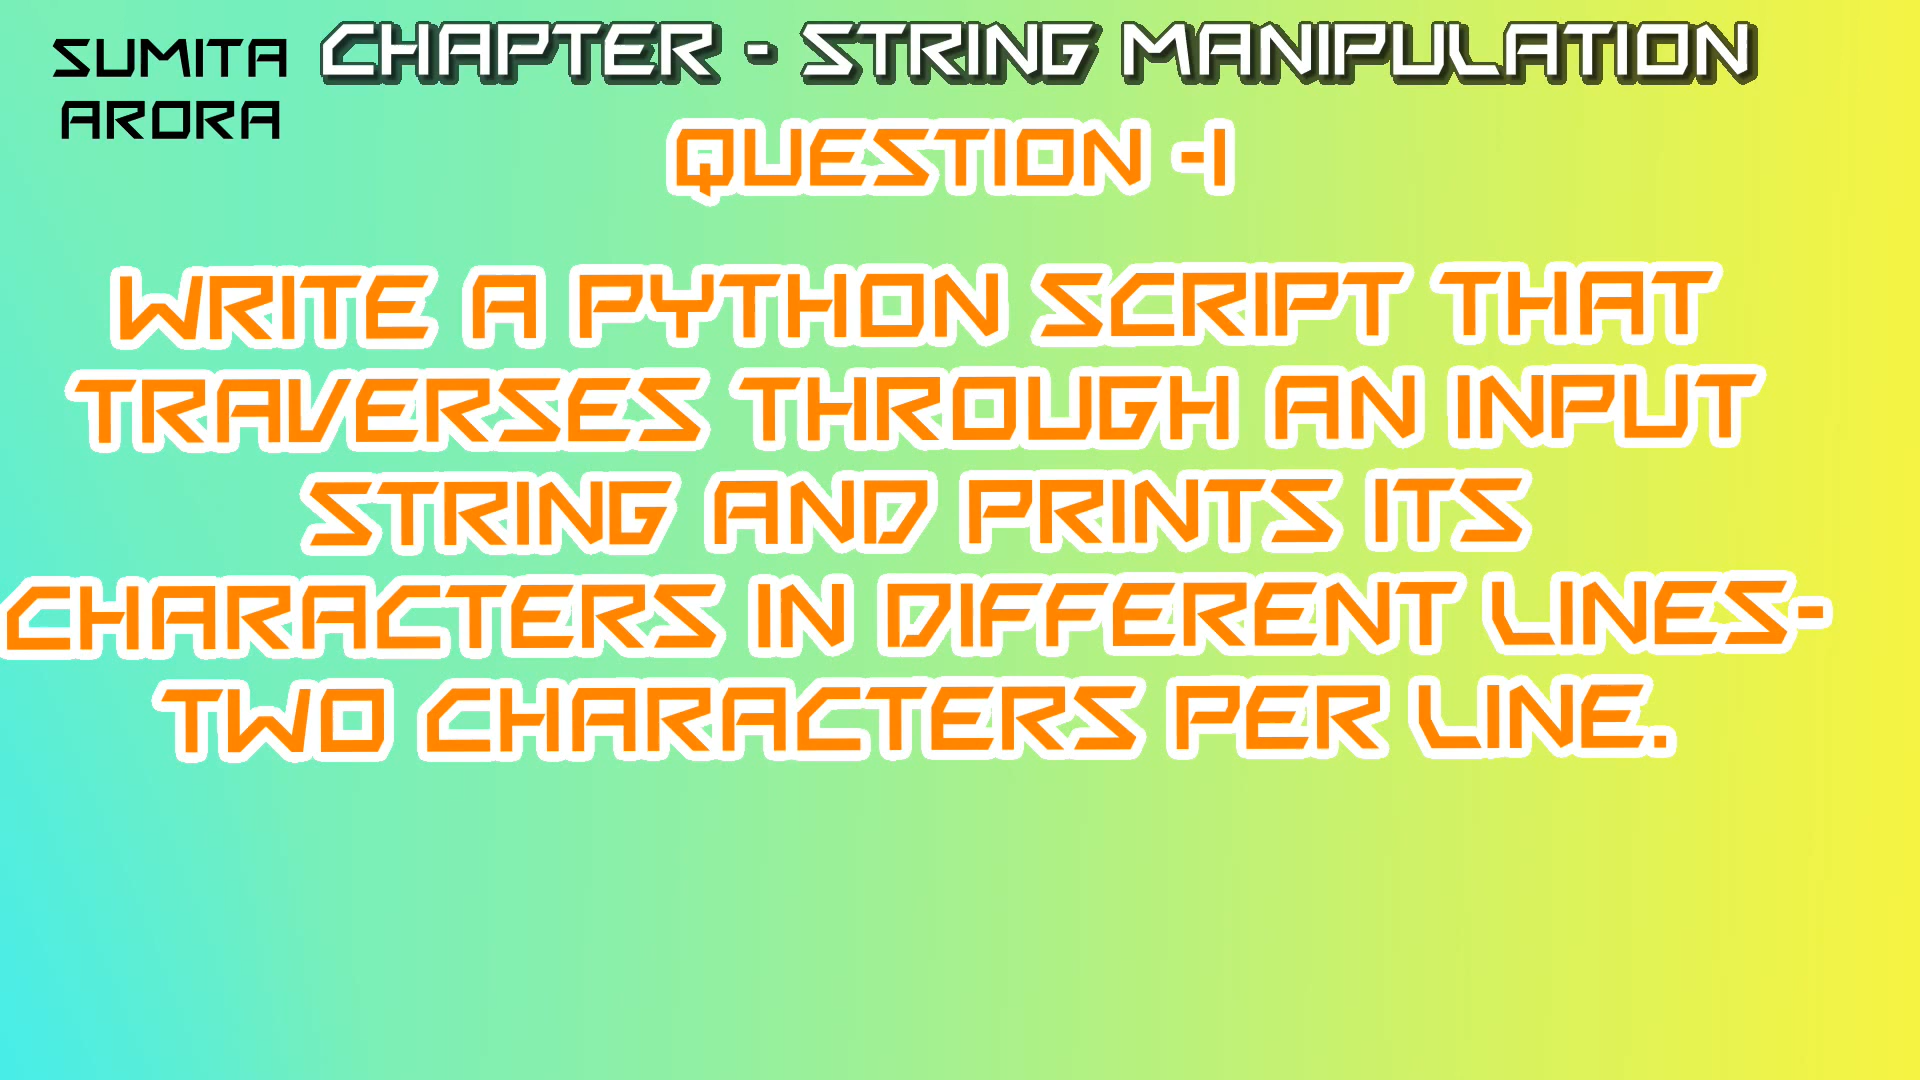 SUMITA
ARORA
CHAPTER - STRING MANIPULATION
QUESTION -1
WRITE A PYTHON SCRIPT THAT
TRAVERSES THROUGH AN INPUT
STRING AND PRINTS ITS
CHARACTERS IN DIFFERENT LINES-
TWO CHARACTERS PER LINE.